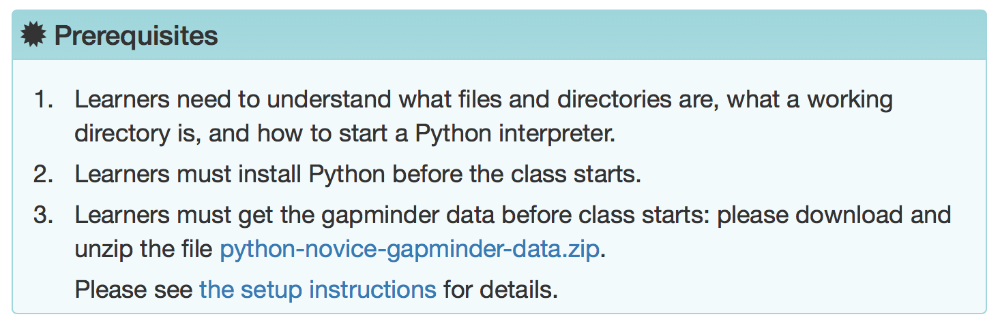 Prerequisites
1. Learners need to understand what files and directories are, what a working
directory is, and how to start a Python interpreter.
2. Learners must install Python before the class starts.
3. Learners must get the gapminder data before class starts: please download and
unzip the file python-novice-gapminder-data.zip.
Please see the setup instructions for details.